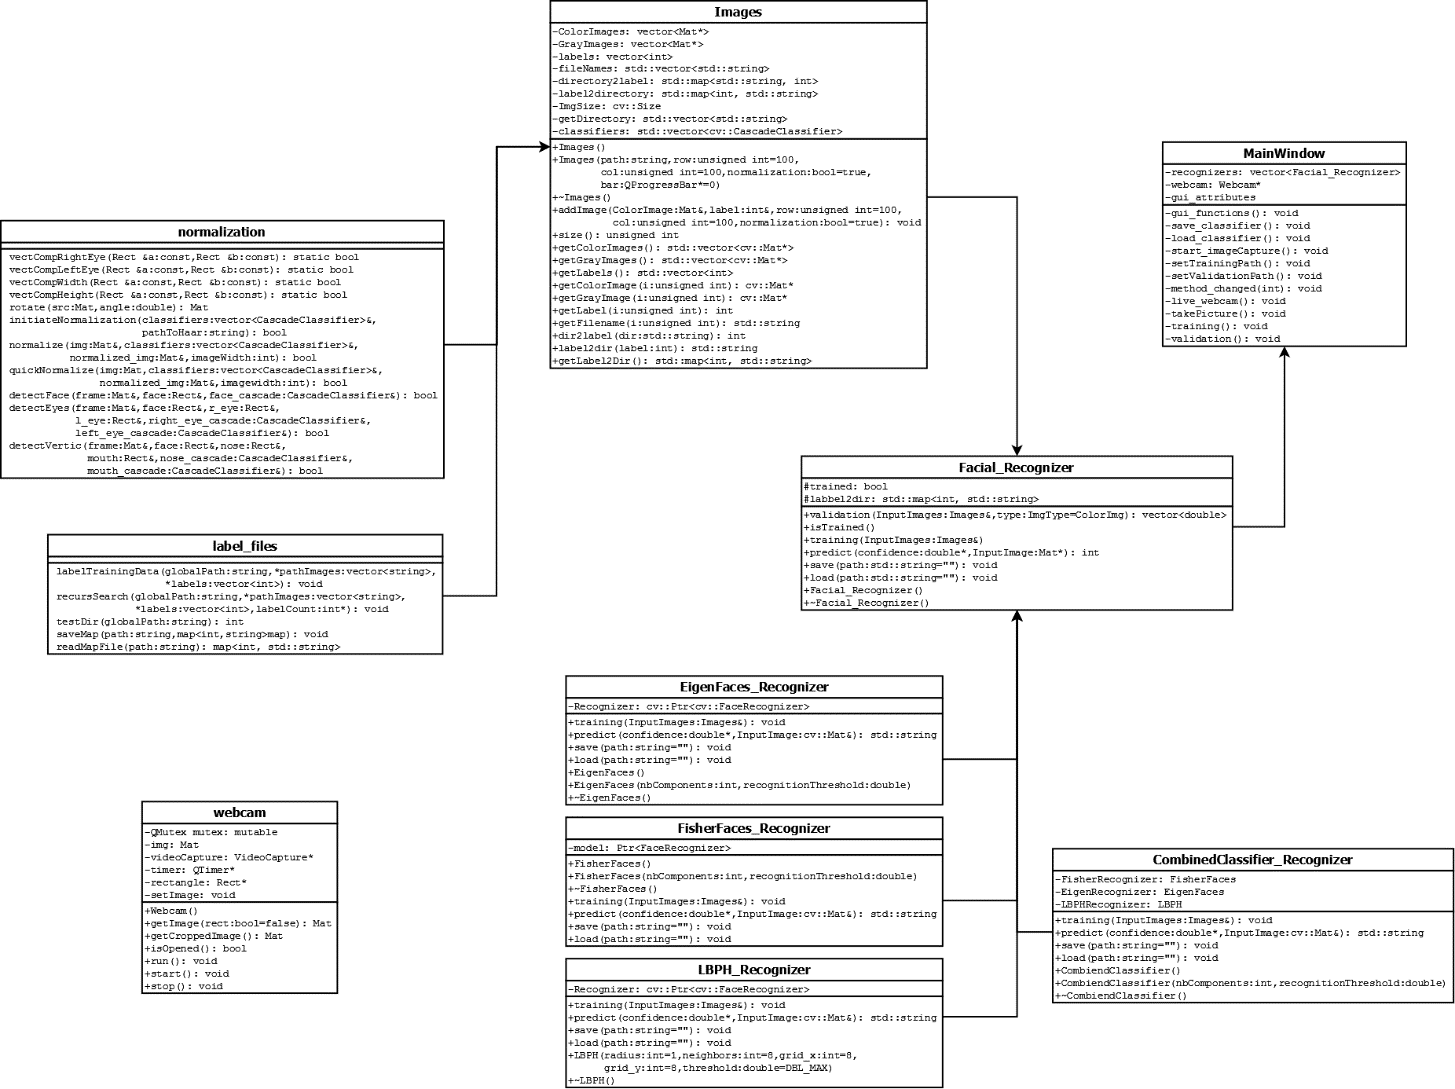 Images
-ColorImages: vector<Mat*>
-GrayImages: vector<Mat*>
-labels: vector<int>
-fileNames: std::vector<std::string>
-directory2label: std::map<std::string, int>
-label2directory: std::map<int, std::string>
-ImgSize: cv::Size
-getDirectory: std::vector<std::string>
-classifiers: std::vector<cv::CascadeClassifier>
+Images()
+Images(path:string,row:unsigned int=100,
col:unsigned int=100,normalization:bool=true,
bar:QProgressBar*=0)
+~Images()
+addImage(ColorImage:Mat&,label:int&,row:unsigned int=100,
col:unsigned int=100,normalization:bool=true): void
+size(): unsigned int
+getColorImages(): std::vector<cv::Mat*>
+getGrayImages(): std::vector<cv::Mat*>
+getLabels(): std::vector<int>
+getColorImage(i:unsigned int): cv::Mat*
+getGrayImage(i:unsigned int): cv::Mat*
+getLabel(i:unsigned int): int
+getFilename(i:unsigned int): std::string
+dir2label(dir:std::string): int
+label2dir(label:int): std::string
+getLabel2Dir(): std::map<int, std::string>
MainWindow
-recognizers: vector<Facial_Recognizer>
-webcam: Webcam*
-gui_attributes
-gui_functions(): void
-save_classifier(): void
-load_classifier(): void
-start_imageCapture(): void
-setTrainingPath(): void
-setValidationPath(): void
-method_changed(int): void
-live_webcam(): void
-takePicture(): void
-training(): void
-validation(): void
normalization
vectCompRightEye(Rect &a:const,Rect &b:const): static bool
vectCompLeftEye(Rect &a:const,Rect &b:const): static bool
vectCompWidth(Rect &a:const,Rect &b:const): static bool
vectCompHeight(Rect &a:const,Rect &b:const): static bool
rotate(src:Mat,angle:double): Mat
initiateNormalization(classifiers:vector<CascadeClassifier>&,
pathToHaar:string): bool
normalize(img:Mat&,classifiers:vector<CascadeClassifier>&,
normalized_img:Mat&,imageWidth:int): bool
quickNormalize(img:Mat,classifiers:vector<CascadeClassifier>&,
normalized_img:Mat&,imagewidth:int): bool
detectFace(frame:Mat&,face:Rect&,face_cascade:CascadeClassifier&): bool
detectEyes(frame:Mat&,face:Rect&,r_eye:Rect&,
l_eye:Rect&,right_eye_cascade:CascadeClassifier&,
left_eye_cascade:CascadeClassifier&): bool
detectVertic(frame:Mat&,face:Rect&,nose:Rect&,
mouth:Rect&,nose_cascade:CascadeClassifier&,
mouth_cascade:CascadeClassifier&): bool
Facial_Recognizer
#trained: bool
#labbel2dir: std::map<int, std::string>
+validation(InputImages:Images&,type:ImgType=ColorImg): vector<double>
+isTrained()
+training(InputImages:Images&)
+predict(confidence:double*,InputImage:Mat*): int
+save(path:std::string=""): void
+load(path:std::string=""): void
+Facial_Recognizer()
+~Facial_Recognizer()
label_files
labelTrainingData(globalPath:string,*pathImages:vector<string>,
*labels:vector<int>): void
recursSearch(globalPath:string,*pathImages:vector<string>,
*labels:vector<int>,labelCount:int*): void
testDir(globalPath:string): int
saveMap(path:string,map<int,string>map): void
readMapFile(path:string): map<int, std::string>
EigenFaces_Recognizer
-Recognizer: cv::Ptr<cv::FaceRecognizer>
+training(InputImages:Images&): void
+predict(confidence:double*,InputImage:cv::Mat&): std::string
+save(path:string=""): void
+load(path:string=""): void
+EigenFaces()
+EigenFaces(nbComponents:int,recognitionThreshold:double)
+~EigenFaces()
webcam
-QMutex mutex: mutable
-img: Mat
-videoCapture: VideoCapture*
-timer: QTimer*
-rectangle: Rect*
-setImage: void
+Webcam()
+getImage(rect:bool=false): Mat
+getCroppedImage(): Mat
+isOpened(): bool
+run(): void
+start(): void
+stop(): void
FisherFaces_Recognizer
-model: Ptr<FaceRecognizer>
+FisherFaces()
+FisherFaces(nbComponents:int,recognitionThreshold:double)
+~FisherFaces()
+training(InputImages:Images&): void
+predict(confidence:double*,InputImage:cv::Mat&): std::string
+save(path:string=""): void
+load(path:string=""): void
CombinedClassifier_Recognizer
-FisherRecognizer: FisherFaces
-EigenRecognizer: EigenFaces
-LBPHRecognizer: LBPH
+training(InputImages:Images&): void
+predict(confidence:double*,InputImage:cv::Mat&): std::string
+save(path:string=""): void
+load(path:string=""): void
+CombiendClassifier()
+CombiendClassifier(nbComponents:int,recognitionThreshold:double)
+~CombiendClassifier()
LBPH_Recognizer
-Recognizer: cv::Ptr<cv::FaceRecognizer>
+training(InputImages:Images&): void
+predict(confidence:double*,InputImage:cv::Mat&): std::string
+save(path:string=""): void
+load(path:string=""): void
+LBPH(radius:int=1,neighbors:int=8,grid_x:int=8,
grid_y:int=8,threshold:double=DBL_MAX)
+~LBPH()